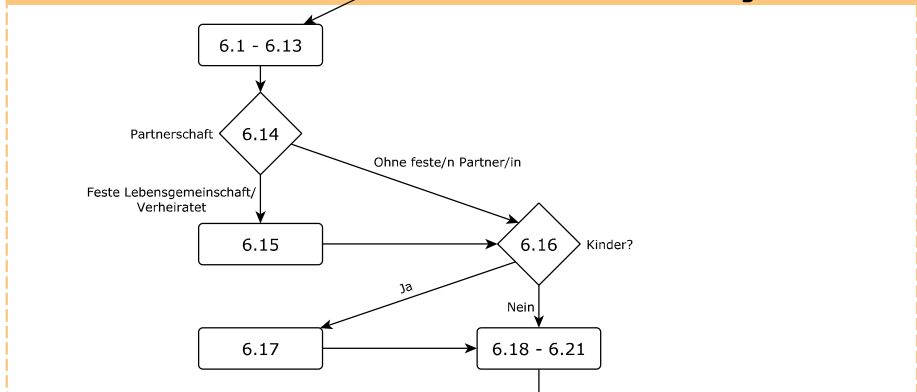 6.1 - 6.13
Partnerschaft
6.14
Ohne feste/n Partner/in
Feste Lebensgemeinschaft/
Verheiratet
6.15
6.16
Kinder?
Ja
Nein
6.17
6.18 - 6.21